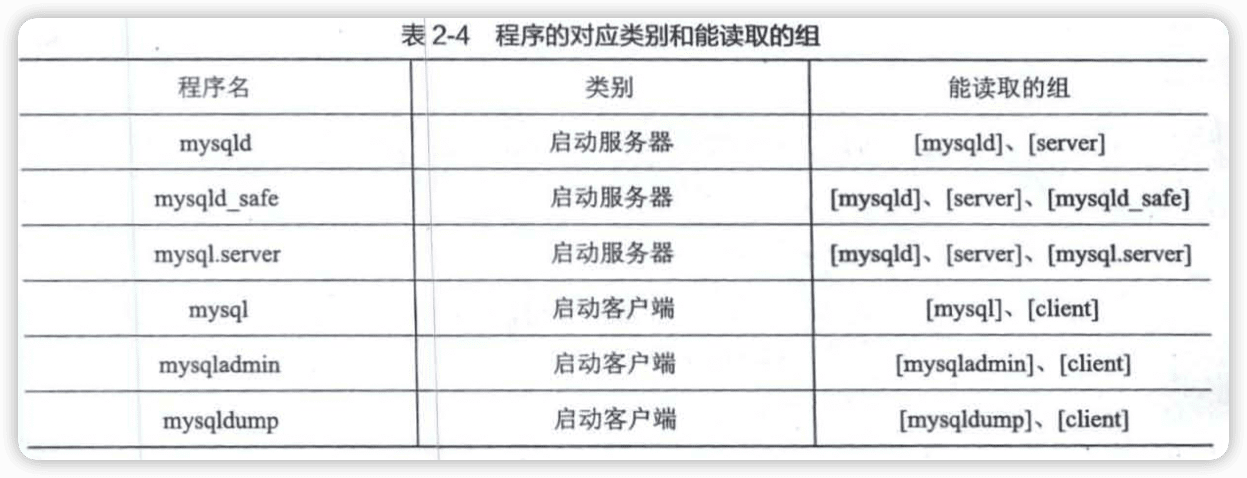 表 2-4 程序的对应类别和能读取的组
程序名 类别 能读取的组
mysqld 启动服务器 [mysqld]、[server]
mysqld_safe 启动服务器 [mysqld]、[server]、[mysqld_safe]
mysql.server 启动服务器 [mysqld]、[server]、[mysql.server]
mysql 启动客户端 [mysql]、[client]
mysqladmin 启动客户端 [mysqladmin]、[client]
mysqldump 启动客户端 [mysqldump]、[client]